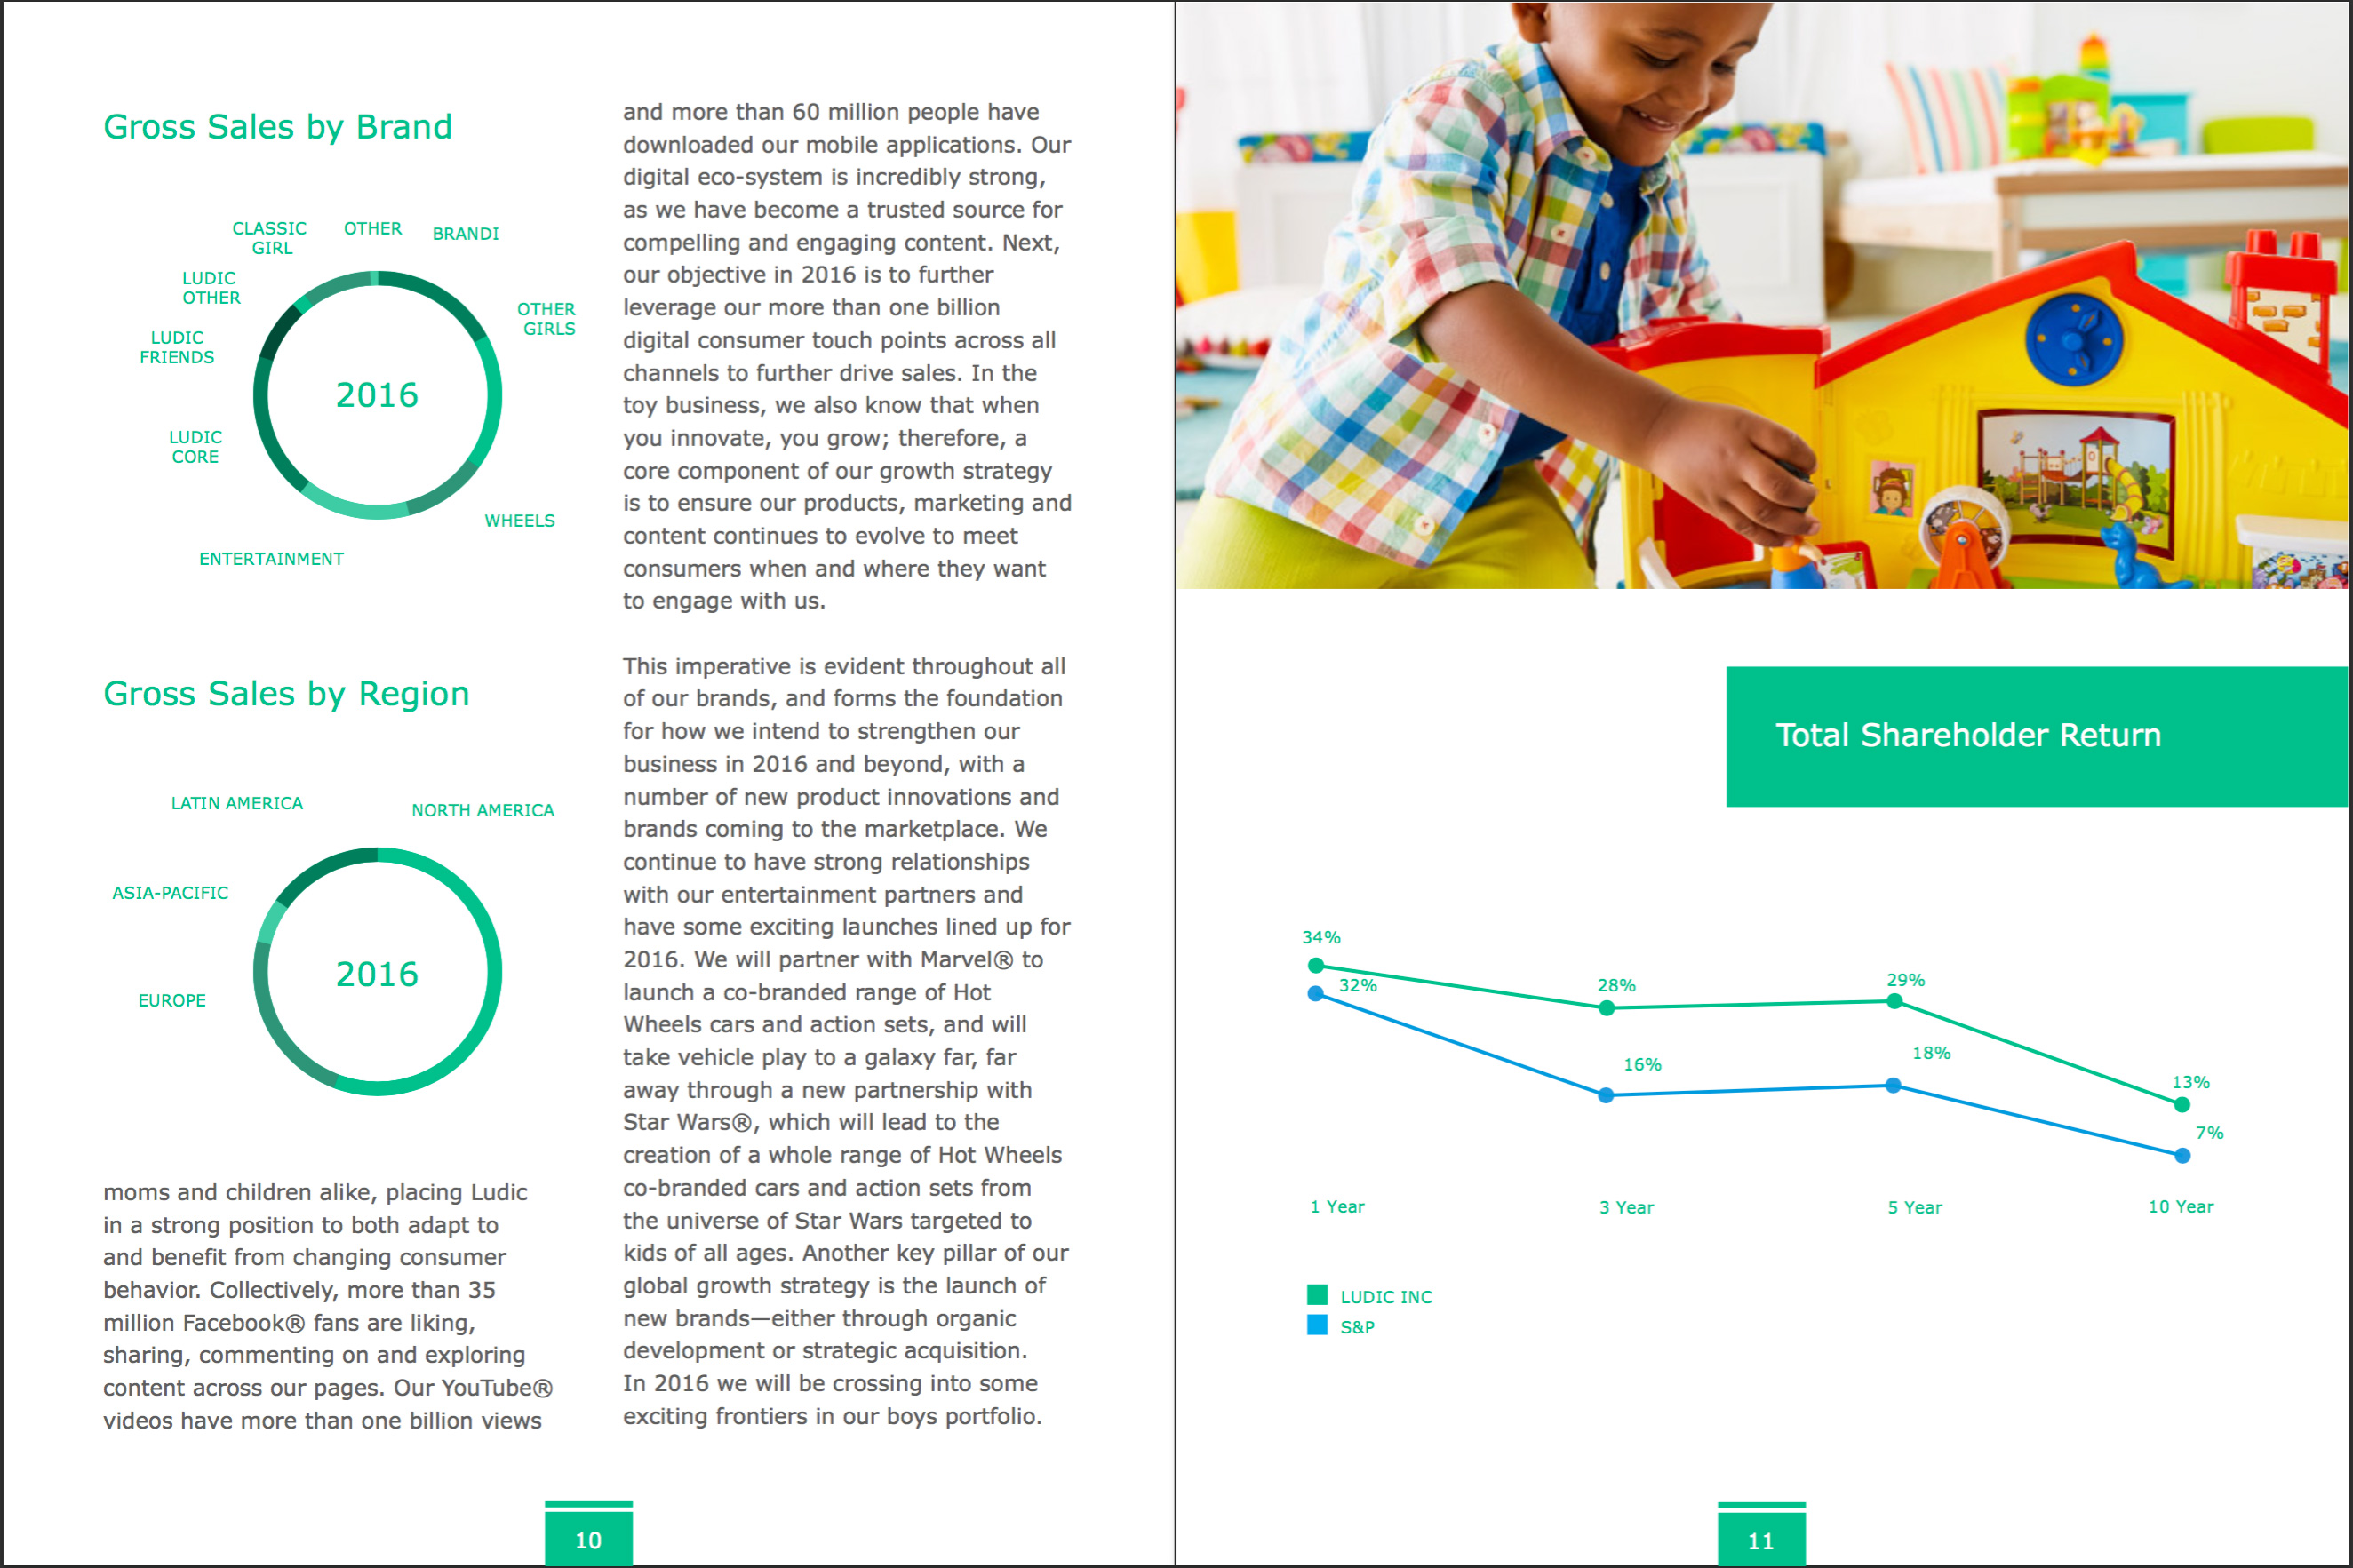 Gross Sales by Brand
CLASSIC
GIRL
OTHER
BRANDI
LUDIC
OTHER
OTHER
GIRLS
LUDIC
FRIENDS
2016
LUDIC
CORE
WHEELS
ENTERTAINMENT
Gross Sales by Region
LATIN AMERICA
NORTH AMERICA
ASIA-PACIFIC
2016
EUROPE
moms and children alike, placing Ludic
in a strong position to both adapt to
and benefit from changing consumer
behavior. Collectively, more than 35
million Facebook® fans are liking,
sharing, commenting on and exploring
content across our pages. Our YouTube®
videos have more than one billion views
and more than 60 million people have
downloaded our mobile applications. Our
digital eco-system is incredibly strong,
as we have become a trusted source for
compelling and engaging content. Next,
our objective in 2016 is to further
leverage our more than one billion
digital consumer touch points across all
channels to further drive sales. In the
toy business, we also know that when
you innovate, you grow; therefore, a
core component of our growth strategy
is to ensure our products, marketing and
content continues to evolve to meet
consumers when and where they want
to engage with us.
This imperative is evident throughout all
of our brands, and forms the foundation
for how we intend to strengthen our
business in 2016 and beyond, with a
number of new product innovations and
brands coming to the marketplace. We
continue to have strong relationships
with our entertainment partners and
have some exciting launches lined up for
2016. We will partner with Marvel® to
launch a co-branded range of Hot
Wheels cars and action sets, and will
take vehicle play to a galaxy far, far
away through a new partnership with
Star Wars®, which will lead to the
creation of a whole range of Hot Wheels
co-branded cars and action sets from
the universe of Star Wars targeted to
kids of all ages. Another key pillar of our
global growth strategy is the launch of
new brands—either through organic
development or strategic acquisition.
In 2016 we will be crossing into some
exciting frontiers in our boys portfolio.
10
Total Shareholder Return
34%
32%
28%
29%
16%
18%
13%
7%
1 Year
3 Year
5 Year
10 Year
LUDIC INC
S&P
11